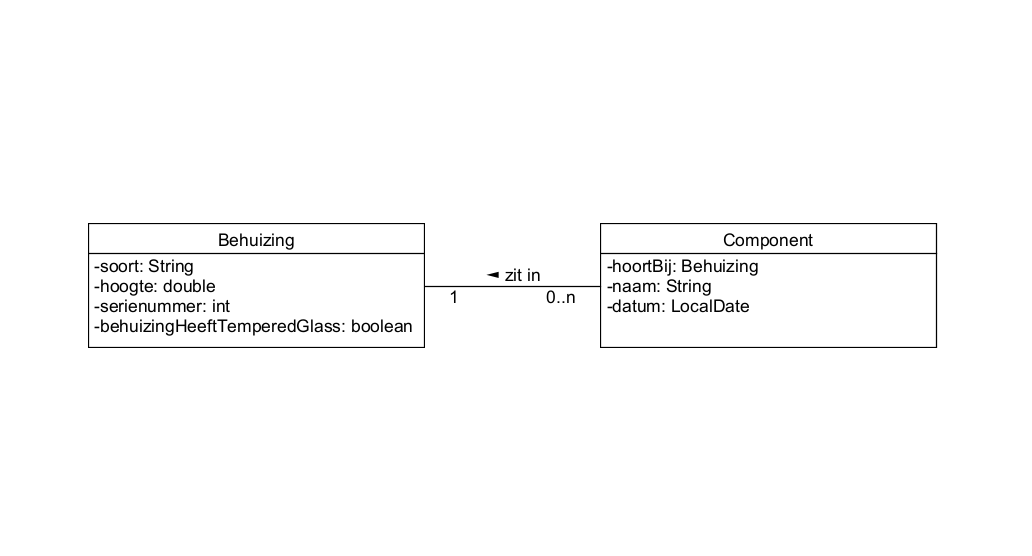 Behuizing
-soort: String
-hoogte: double
-serienummer: int
-behuizingHeeftTemperedGlass: boolean
◄ zit in
1
0..n
Component
-hoortBij: Behuizing
-naam: String
-datum: LocalDate